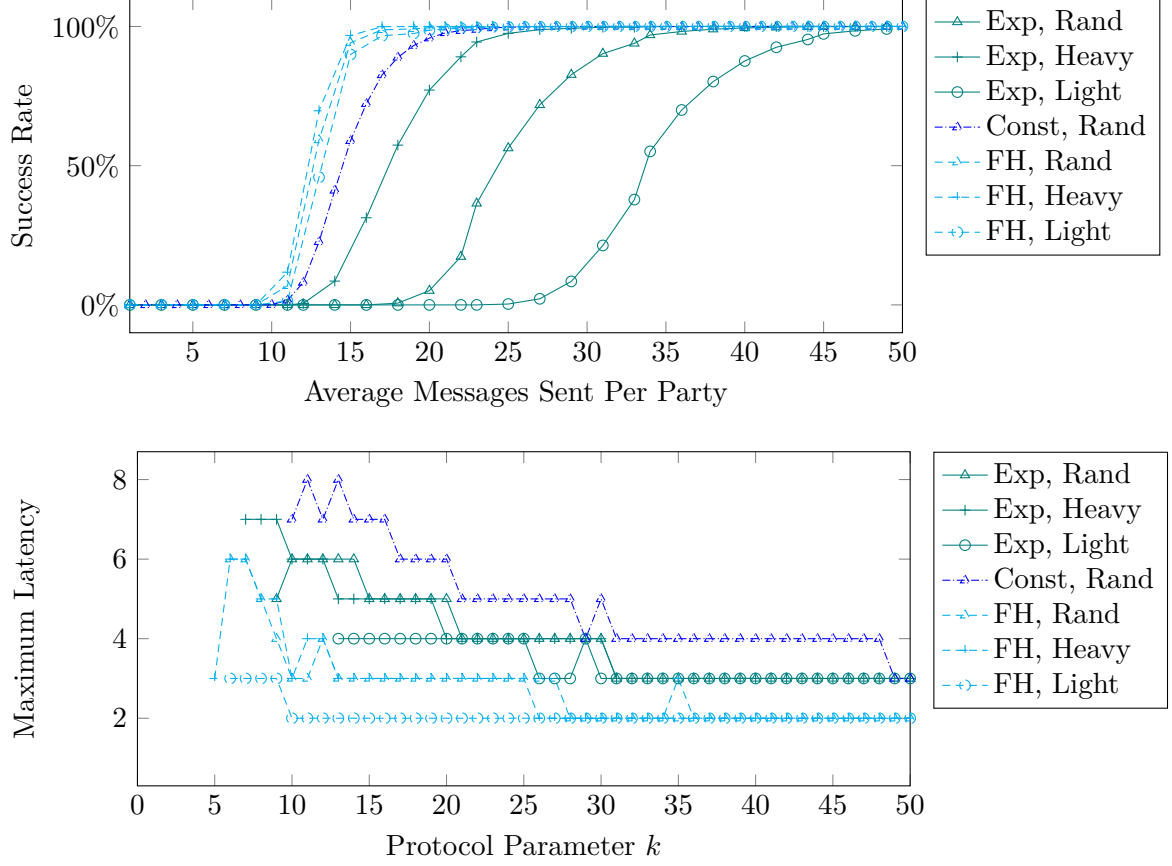 100%
50%
0%
Success Rate
5 10 15 20 25 30 35 40 45 50
Average Messages Sent Per Party
Exp, Rand
Exp, Heavy
Exp, Light
Const, Rand
FH, Rand
FH, Heavy
FH, Light
8
6
4
2
Maximum Latency
0 5 10 15 20 25 30 35 40 45 50
Protocol Parameter k
Exp, Rand
Exp, Heavy
Exp, Light
Const, Rand
FH, Rand
FH, Heavy
FH, Light